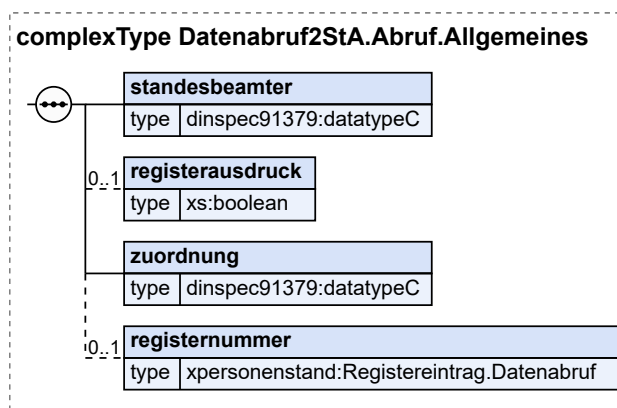 complexType Datenabruf2StA.Abruf.Allgemeines
standesbeamter
type dinspec91379:datatypeC
0..1
registerausdruck
type xs:boolean
zuordnung
type dinspec91379:datatypeC
0..1
registernummer
type xpersonenstand:Registereintrag.Datenabruf